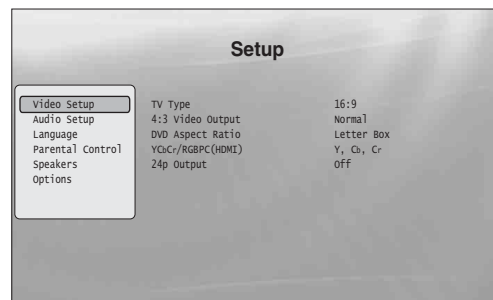 Setup
Video Setup
Audio Setup
Language
Parental Control
Speakers
Options
TV Type 16:9
4:3 Video Output Normal
DVD Aspect Ratio Letter Box
YCbCr/RGBPC(HDMI) Y, Cb, Cr
24p Output Off